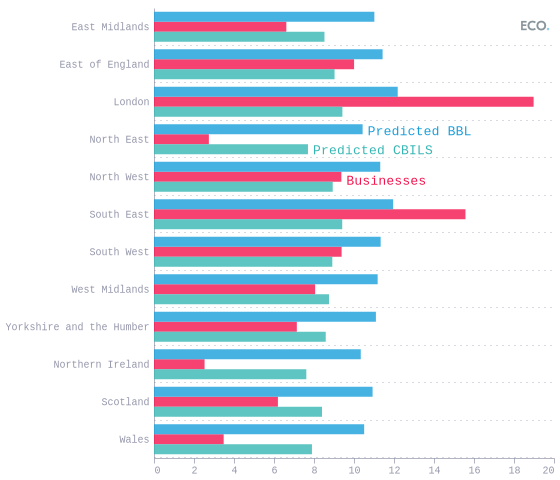 ECO.
East Midlands
East of England
London
North East
Predicted BBL
Predicted CBILS
North West
Businesses
South East
South West
West Midlands
Yorkshire and the Humber
Northern Ireland
Scotland
Wales
0 2 4 6 8 10 12 14 16 18 20